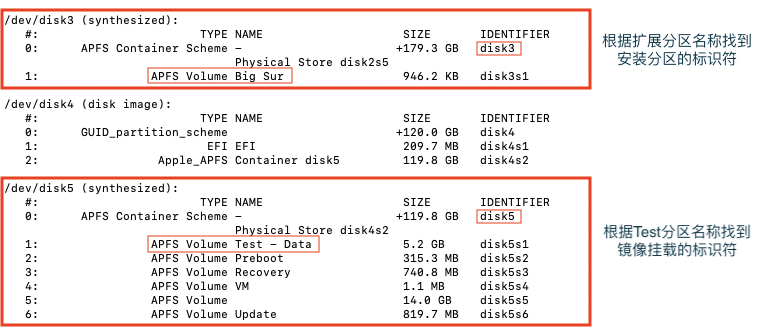 /dev/disk3 (synthesized):
#: TYPE NAME SIZE IDENTIFIER
0: APFS Container Scheme - +179.3 GB disk3
Physical Store disk2s5
1: APFS Volume Big Sur 946.2 KB disk3s1
根据扩展分区名称找到
安装分区的标识符
/dev/disk4 (disk image):
#: TYPE NAME SIZE IDENTIFIER
0: GUID_partition_scheme +120.0 GB disk4
1: EFI EFI 209.7 MB disk4s1
2: Apple_APFS Container disk5 119.8 GB disk4s2
/dev/disk5 (synthesized):
#: TYPE NAME SIZE IDENTIFIER
0: APFS Container Scheme - +119.8 GB disk5
Physical Store disk4s2
1: APFS Volume Test - Data 5.2 GB disk5s1
2: APFS Volume Preboot 315.3 MB disk5s2
3: APFS Volume Recovery 740.8 MB disk5s3
4: APFS Volume VM 1.1 MB disk5s4
5: APFS Volume 14.0 GB disk5s5
6: APFS Volume Update 819.7 MB disk5s6
根据Test分区名称找到
镜像挂载的标识符